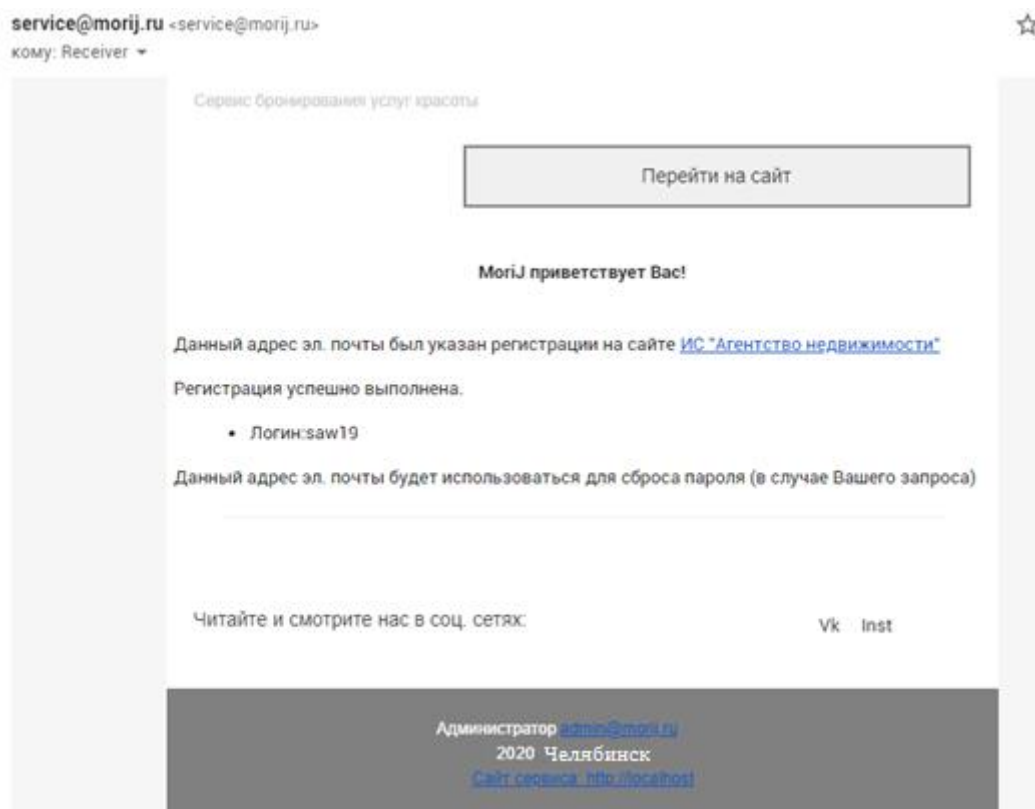 service@morij.ru <service@morij.ru>
кому: Receiver
Сервис бронирования услуг красоты
Перейти на сайт
MoriJ приветствует Вас!
Данный адрес эл. почты был указан регистрации на сайте ИС "Агентство недвижимости"
Регистрация успешно выполнена.
• Логин:saw19
Данный адрес эл. почты будет использоваться для сброса пароля (в случае Вашего запроса)
Читайте и смотрите нас в соц. сетях:
Vk Inst
Администратор admin@morij.ru
2020 Челябинск
Сайт сервиса http://localhost